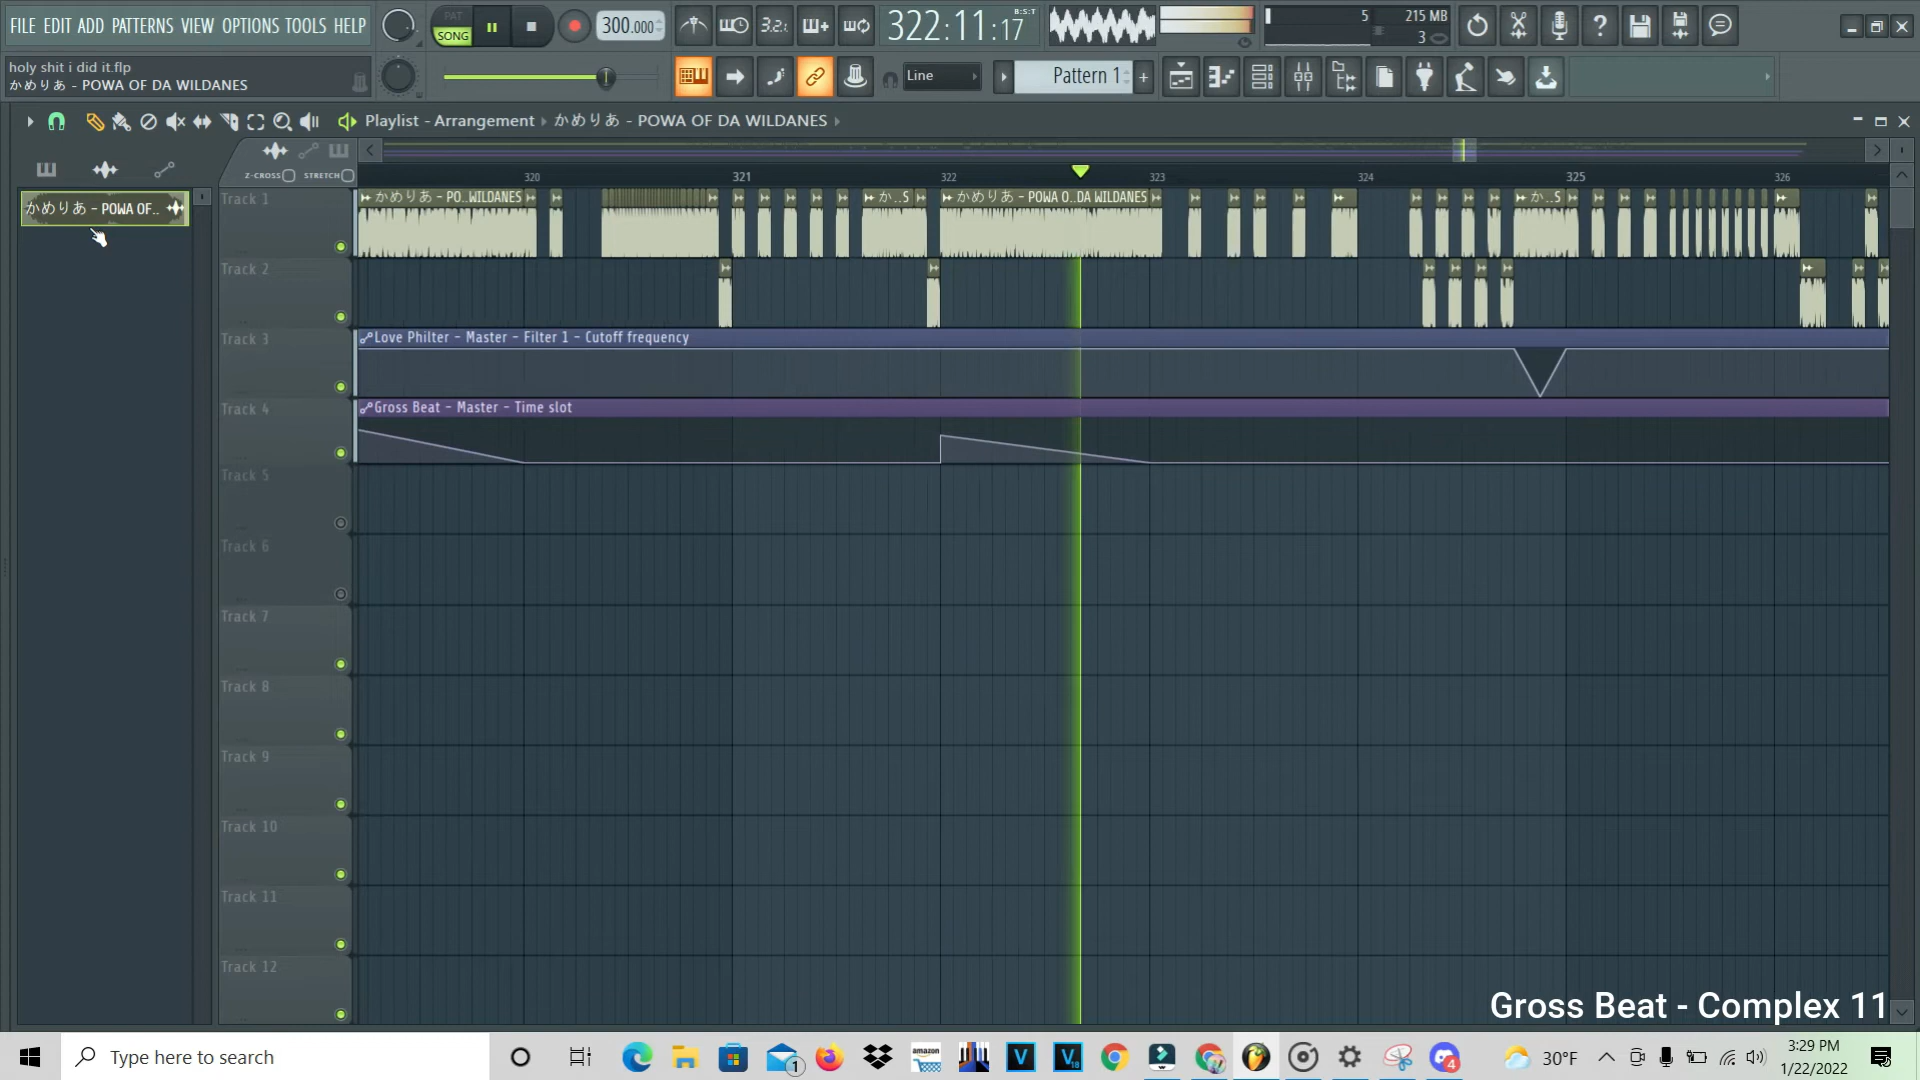 FILE EDIT ADD PATTERNS VIEW OPTIONS TOOLS HELP
PAT
SONG
300.000
3.2.
322:11:17
B:S:T
5
215 MB
3
holy shit i did it.flp
かめりあ - POWA OF DA WILDANES
Line
Pattern 1
Playlist - Arrangement
かめりあ - POWA OF DA WILDANES
Z-CROSS
STRETCH
320
321
322
323
324
325
326
かめりあ - POWA OF..
Track 1
かめりあ - PO..WILDANES
か..S
かめりあ - POWA O..DA WILDANES
か..S
Track 2
Track 3
Love Philter - Master - Filter 1 - Cutoff frequency
Track 4
Gross Beat - Master - Time slot
Track 5
Track 6
Track 7
Track 8
Track 9
Track 10
Track 11
Track 12
Gross Beat - Complex 11
Type here to search
1
amazon
V
V
18
4
30°F
3:29 PM
1/22/2022